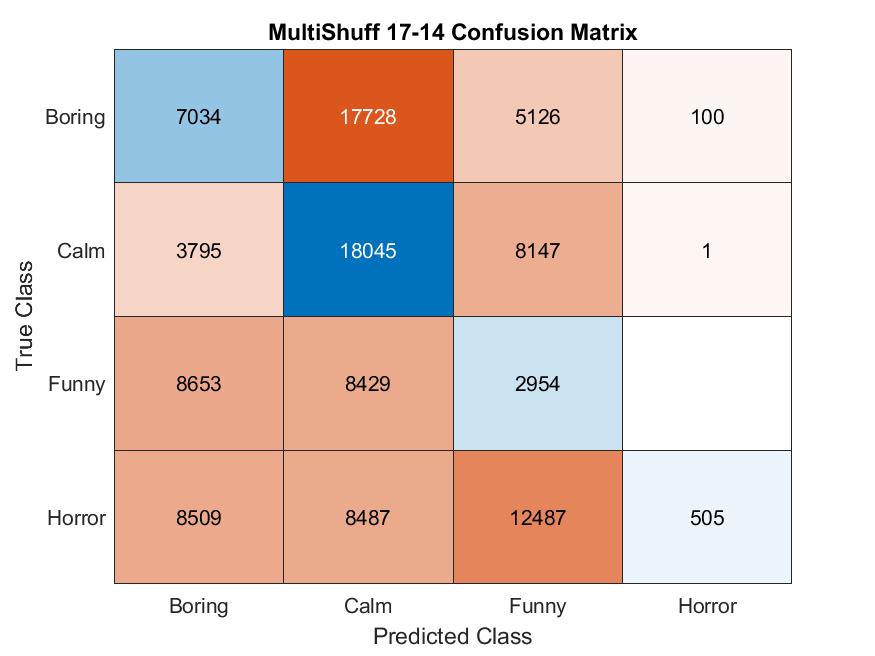 MultiShuff 17-14 Confusion Matrix
True Class
Boring 7034 17728 5126 100
Calm 3795 18045 8147 1
Funny 8653 8429 2954
Horror 8509 8487 12487 505
Boring Calm Funny Horror
Predicted Class